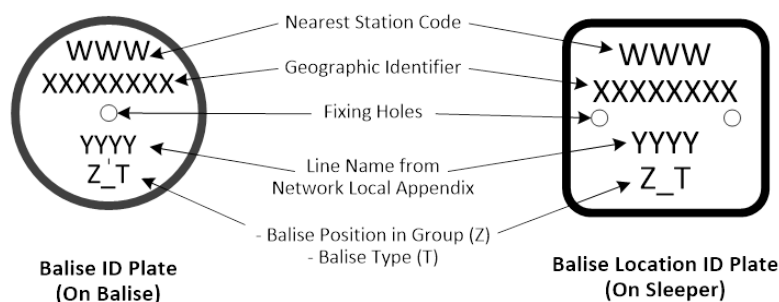 WWW
XXXXXXXX
YYYY
Z_T
Balise ID Plate
(On Balise)
Nearest Station Code
Geographic Identifier
Fixing Holes
Line Name from
Network Local Appendix
- Balise Position in Group (Z)
- Balise Type (T)
WWW
XXXXXXXX
YYYY
Z_T
Balise Location ID Plate
(On Sleeper)